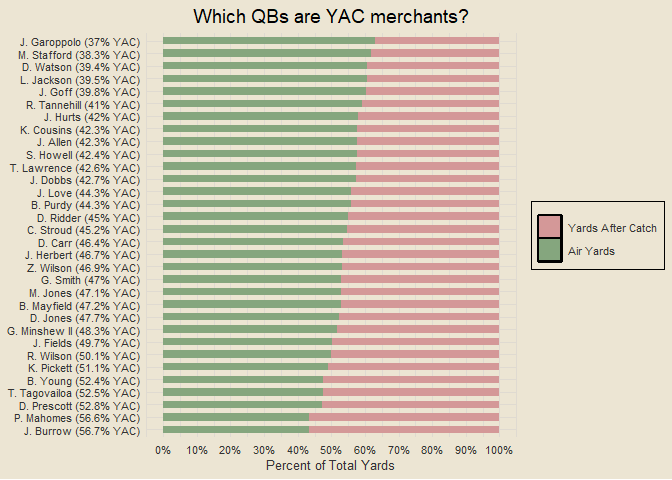 Which QBs are YAC merchants?
J. Garoppolo (37% YAC)
M. Stafford (38.3% YAC)
D. Watson (39.4% YAC)
L. Jackson (39.5% YAC)
J. Goff (39.8% YAC)
R. Tannehill (41% YAC)
J. Hurts (42% YAC)
K. Cousins (42.3% YAC)
J. Allen (42.3% YAC)
S. Howell (42.4% YAC)
T. Lawrence (42.6% YAC)
J. Dobbs (42.7% YAC)
J. Love (44.3% YAC)
B. Purdy (44.3% YAC)
D. Ridder (45% YAC)
C. Stroud (45.2% YAC)
D. Carr (46.4% YAC)
J. Herbert (46.7% YAC)
Z. Wilson (46.9% YAC)
G. Smith (47% YAC)
M. Jones (47.1% YAC)
B. Mayfield (47.2% YAC)
D. Jones (47.7% YAC)
G. Minshew II (48.3% YAC)
J. Fields (49.7% YAC)
R. Wilson (50.1% YAC)
K. Pickett (51.1% YAC)
B. Young (52.4% YAC)
T. Tagovailoa (52.5% YAC)
D. Prescott (52.8% YAC)
P. Mahomes (56.6% YAC)
J. Burrow (56.7% YAC)
0% 10% 20% 30% 40% 50% 60% 70% 80% 90% 100%
Percent of Total Yards
Yards After Catch
Air Yards